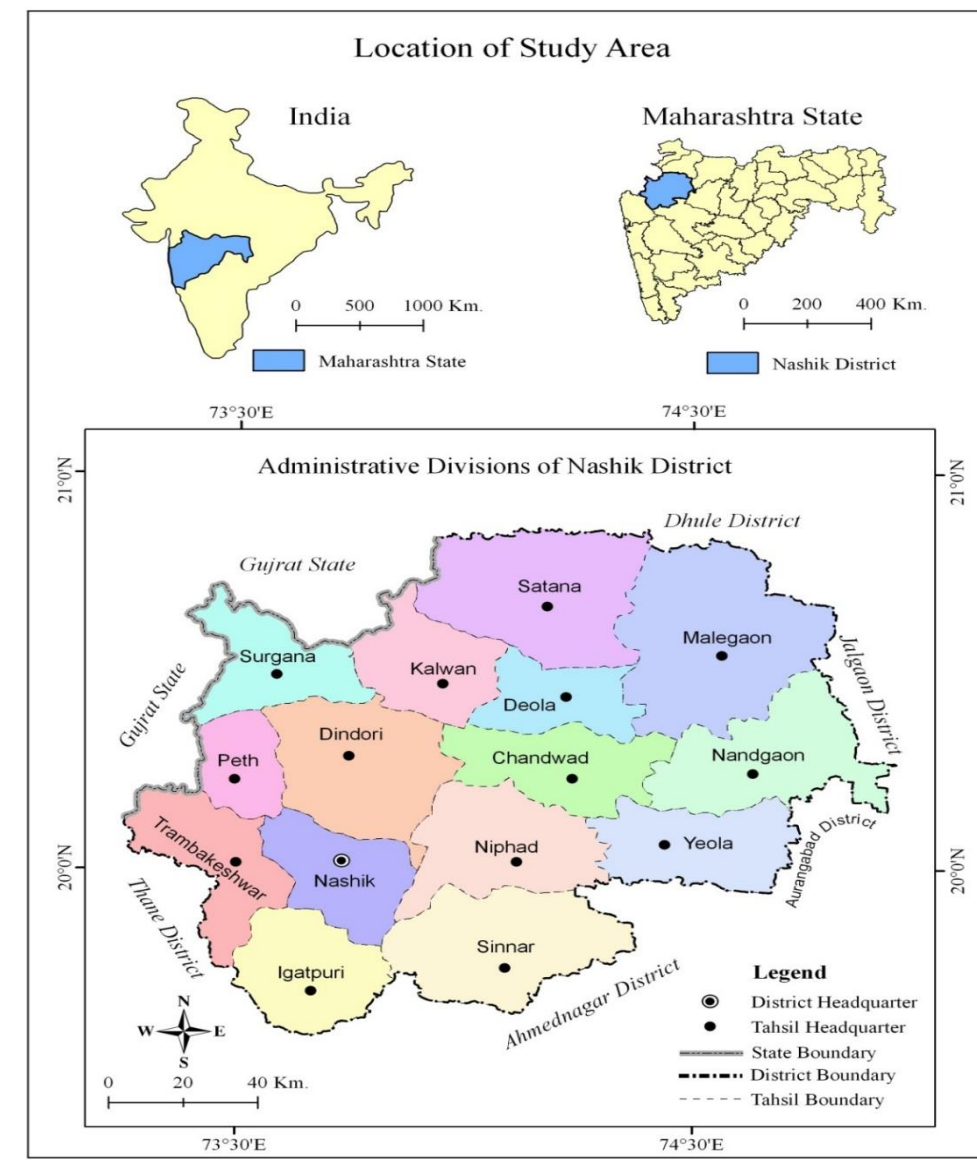 Location of Study Area
India
Maharashtra State
0 500 1000 Km.
0 200 400 Km.
Maharashtra State
Nashik District
73°30'E 74°30'E
21°0'N
21°0'N
Administrative Divisions of Nashik District
Dhule District
Gujrat State
Satana
Malegaon
Surgana
Kalwan
Jalgaon District
Gujrat State
Deola
Dindori
Peth
Chandwad
Nandgaon
Trambakeshwar
Niphad
Yeola
Aurangabad District
20°0'N
20°0'N
Nashik
Thane District
Sinnar
Igatpuri
Ahmednagar District
Legend
District Headquarter
Tahsil Headquarter
State Boundary
District Boundary
Tahsil Boundary
N
W E
S
0 20 40 Km.
73°30'E 74°30'E